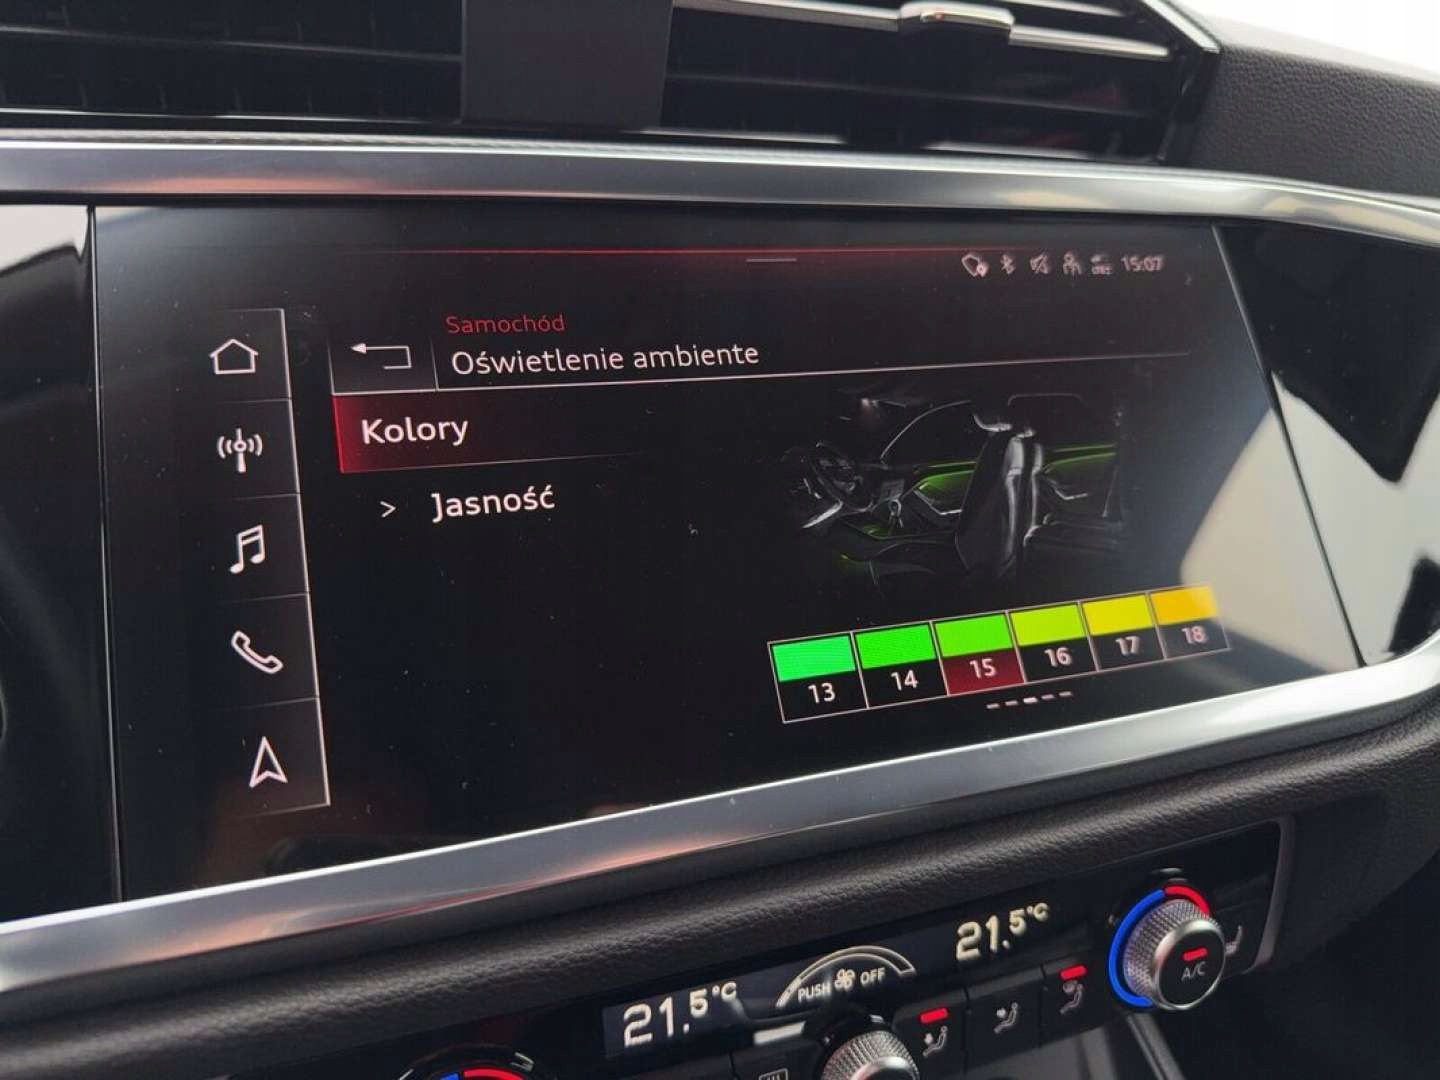 15:07
Samochód
Oświetlenie ambiente
Kolory
> Jasność
13 14 15 16 17 18
21.5°C
PUSH OFF
21.5°C
A/C